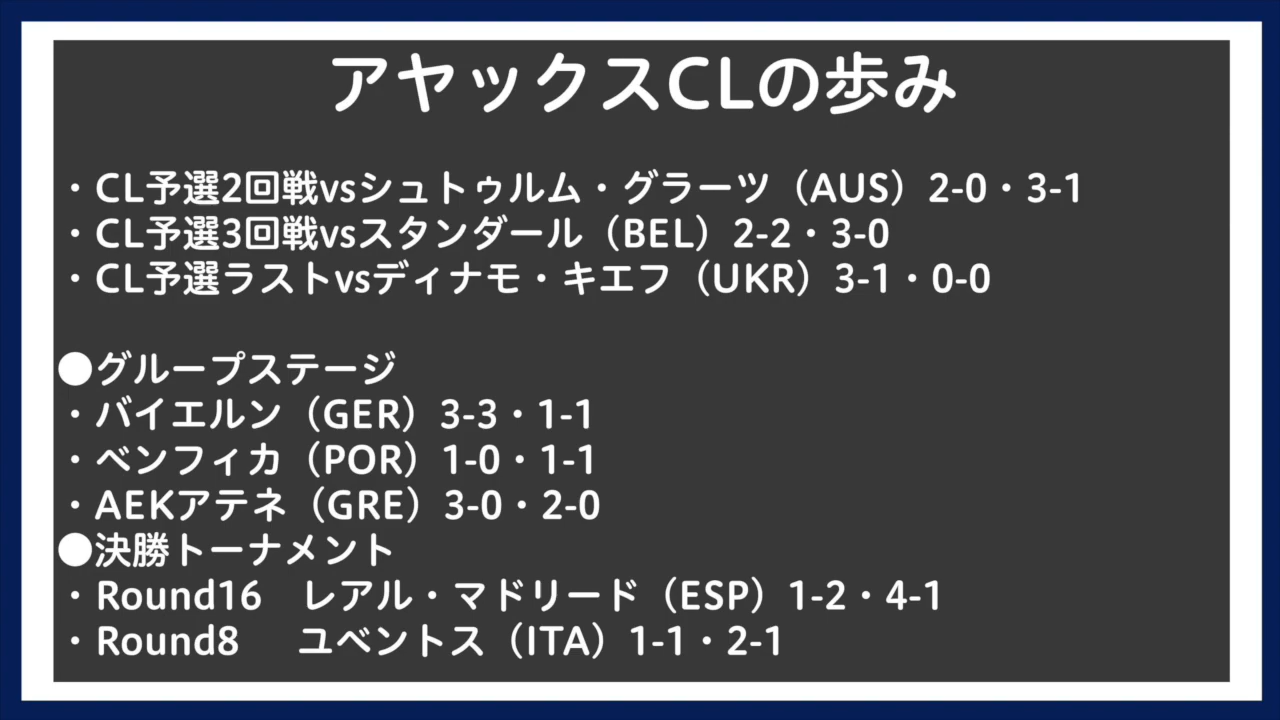 アヤックスCLの歩み
・CL予選2回戦vsシュトゥルム・グラーツ（AUS）2-0・3-1
・CL予選3回戦vsスタンダール（BEL）2-2・3-0
・CL予選ラストvsディナモ・キエフ（UKR）3-1・0-0
●グループステージ
・バイエルン（GER）3-3・1-1
・ベンフィカ（POR）1-0・1-1
・AEKアテネ（GRE）3-0・2-0
●決勝トーナメント
・Round16　レアル・マドリード（ESP）1-2・4-1
・Round8　 ユベントス（ITA）1-1・2-1